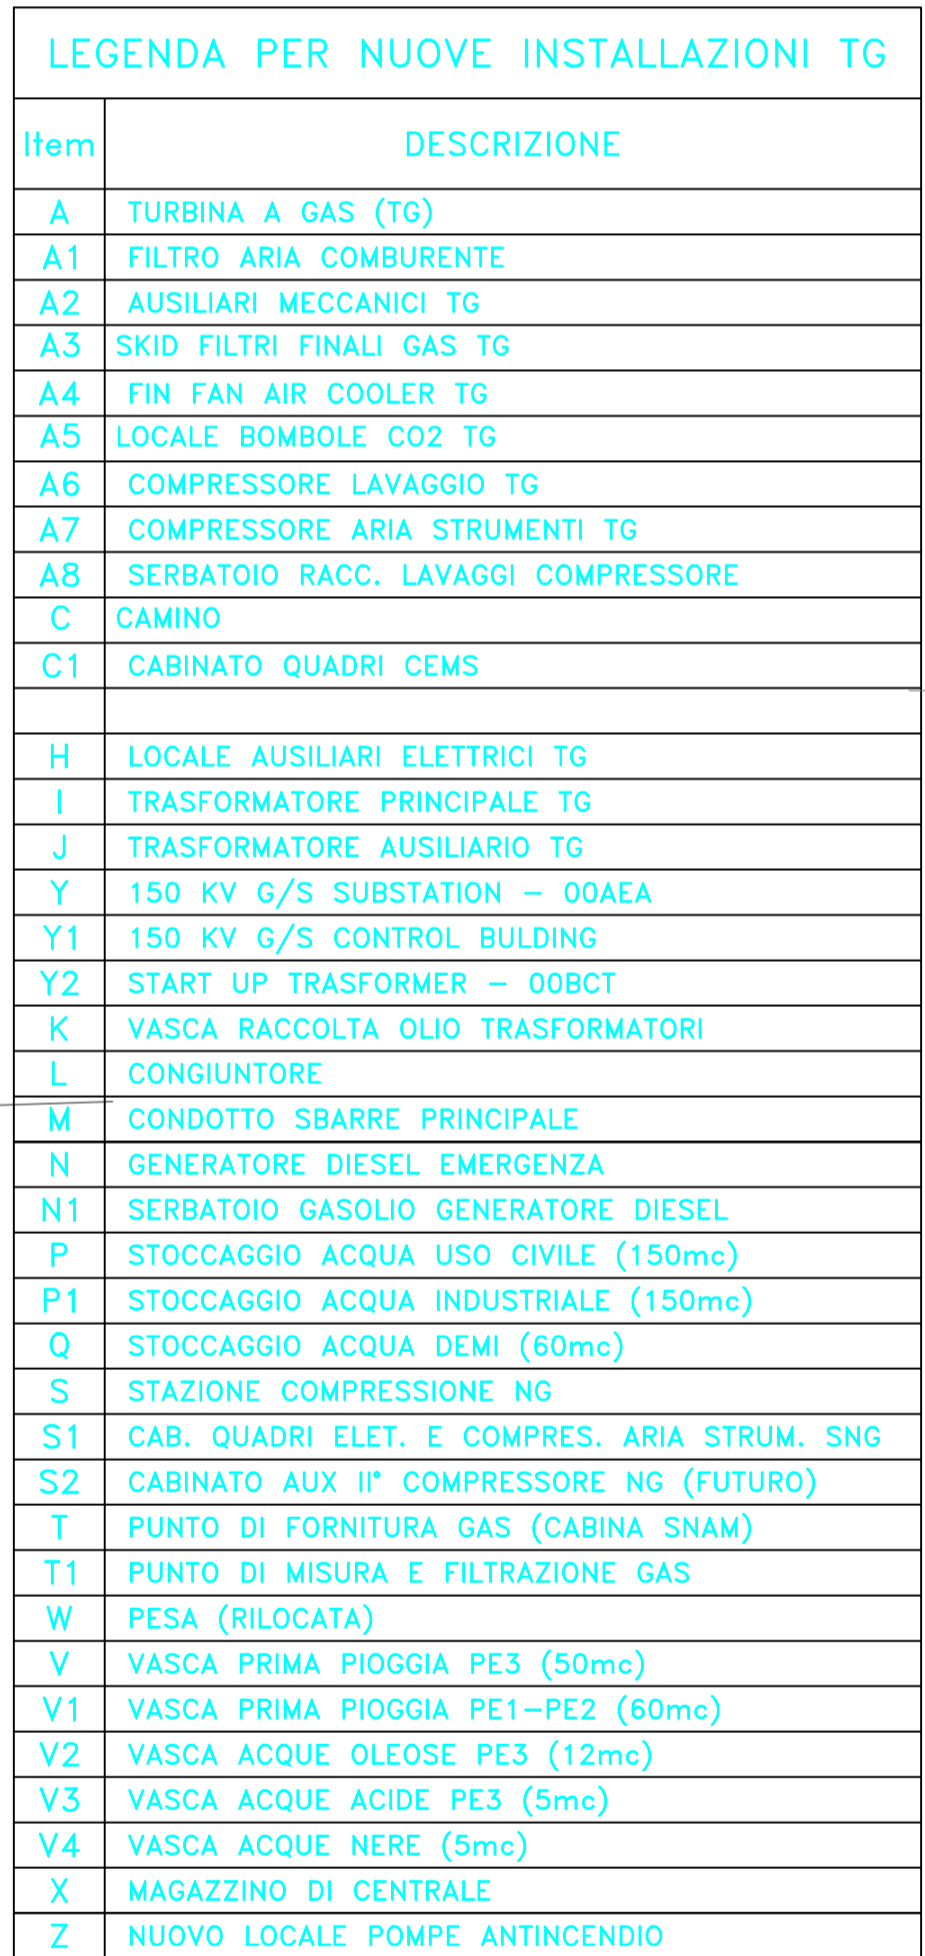 LEGENDA PER NUOVE INSTALLAZIONI TG
Item DESCRIZIONE
A TURBINA A GAS (TG)
A1 FILTRO ARIA COMBURENTE
A2 AUSILIARI MECCANICI TG
A3 SKID FILTRI FINALI GAS TG
A4 FIN FAN AIR COOLER TG
A5 LOCALE BOMBOLE CO2 TG
A6 COMPRESSORE LAVAGGIO TG
A7 COMPRESSORE ARIA STRUMENTI TG
A8 SERBATOIO RACC. LAVAGGI COMPRESSORE
C CAMINO
C1 CABINATO QUADRI CEMS
H LOCALE AUSILIARI ELETTRICI TG
I TRASFORMATORE PRINCIPALE TG
J TRASFORMATORE AUSILIARIO TG
Y 150 KV G/S SUBSTATION – 00AEA
Y1 150 KV G/S CONTROL BULDING
Y2 START UP TRASFORMER – 00BCT
K VASCA RACCOLTA OLIO TRASFORMATORI
L CONGIUNTORE
M CONDOTTO SBARRE PRINCIPALE
N GENERATORE DIESEL EMERGENZA
N1 SERBATOIO GASOLIO GENERATORE DIESEL
P STOCCAGGIO ACQUA USO CIVILE (150mc)
P1 STOCCAGGIO ACQUA INDUSTRIALE (150mc)
Q STOCCAGGIO ACQUA DEMI (60mc)
S STAZIONE COMPRESSIONE NG
S1 CAB. QUADRI ELET. E COMPRES. ARIA STRUM. SNG
S2 CABINATO AUX II° COMPRESSORE NG (FUTURO)
T PUNTO DI FORNITURA GAS (CABINA SNAM)
T1 PUNTO DI MISURA E FILTRAZIONE GAS
W PESA (RILOCATA)
V VASCA PRIMA PIOGGIA PE3 (50mc)
V1 VASCA PRIMA PIOGGIA PE1–PE2 (60mc)
V2 VASCA ACQUE OLEOSE PE3 (12mc)
V3 VASCA ACQUE ACIDE PE3 (5mc)
V4 VASCA ACQUE NERE (5mc)
X MAGAZZINO DI CENTRALE
Z NUOVO LOCALE POMPE ANTINCENDIO